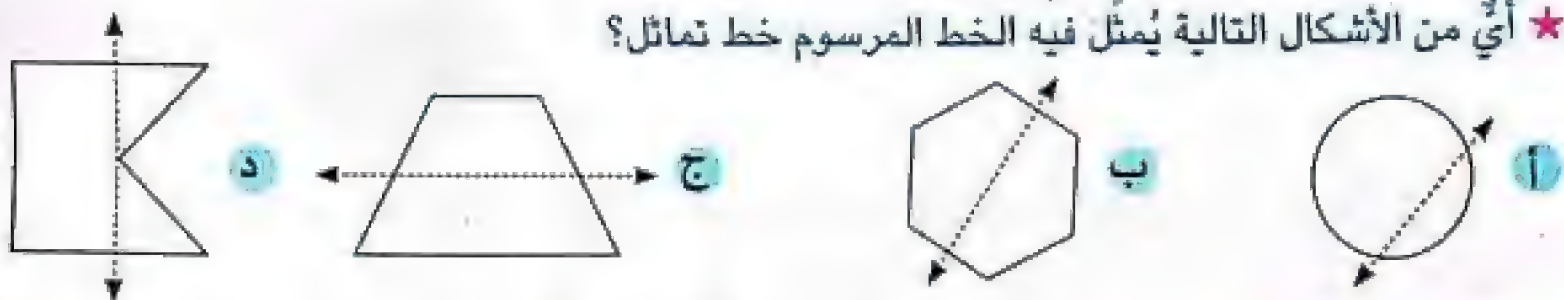 ★ أيٌّ من الأشكال التالية يُمثِّل فيه الخط المرسوم خط تماثل؟
أ
ب
ج
د